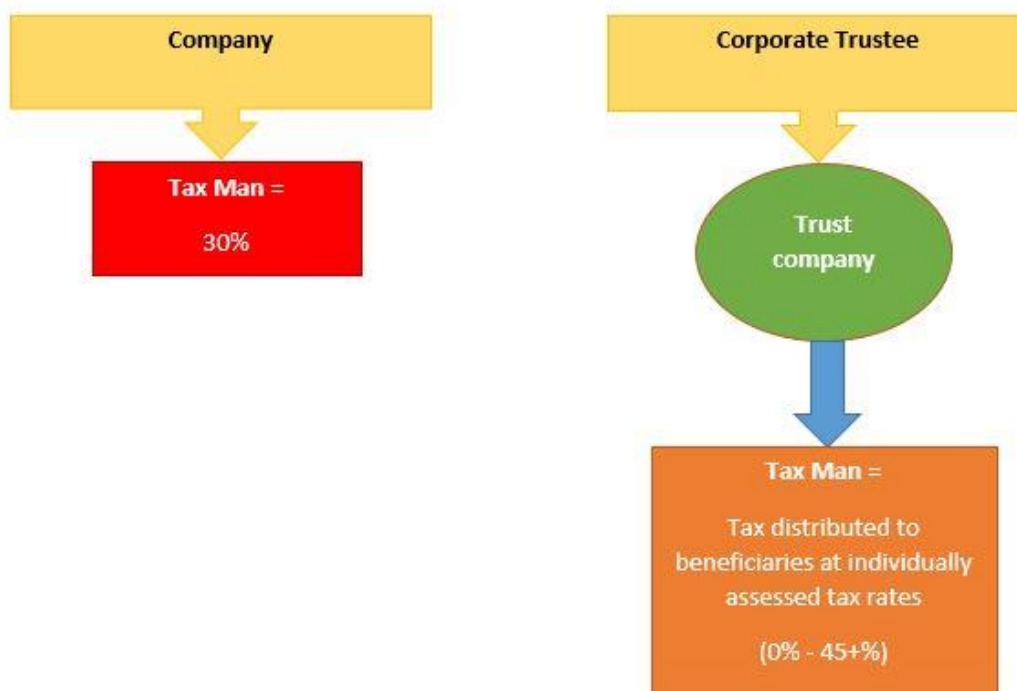 Company
Tax Man =
30%
Corporate Trustee
Trust
company
Tax Man =
Tax distributed to
beneficiaries at individually
assessed tax rates
(0% - 45+%)